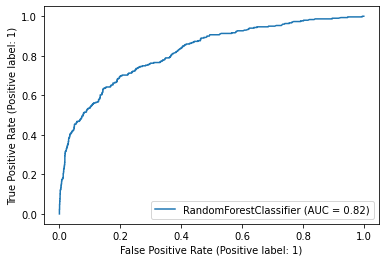 True Positive Rate (Positive label: 1)
1.0
0.8
0.6
0.4
0.2
0.0
RandomForestClassifier (AUC = 0.82)
0.0 0.2 0.4 0.6 0.8 1.0
False Positive Rate (Positive label: 1)